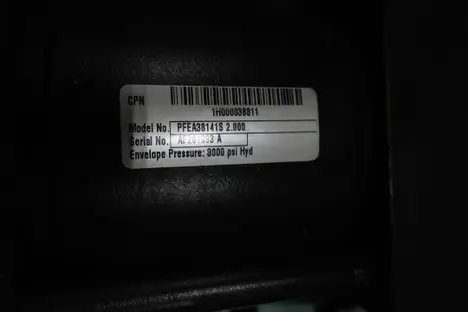 CPN
1H000038811
Model No. PFEA38141S 2.000
Serial No. A
Envelope Pressure: 3000 psi Hyd